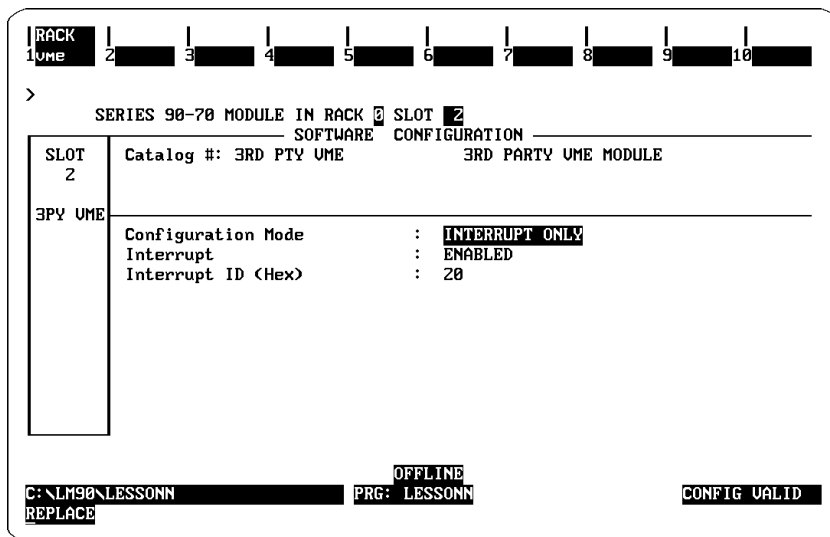 RACK
1vme 2 3 4 5 6 7 8 9 10
>
SERIES 90-70 MODULE IN RACK 0 SLOT 2
SOFTWARE CONFIGURATION
SLOT Catalog #: 3RD PTY VME 3RD PARTY VME MODULE
2
3PY VME
Configuration Mode : INTERRUPT ONLY
Interrupt : ENABLED
Interrupt ID (Hex) : 20
OFFLINE
C:\LM90\LESSONN PRG: LESSONN CONFIG VALID
REPLACE